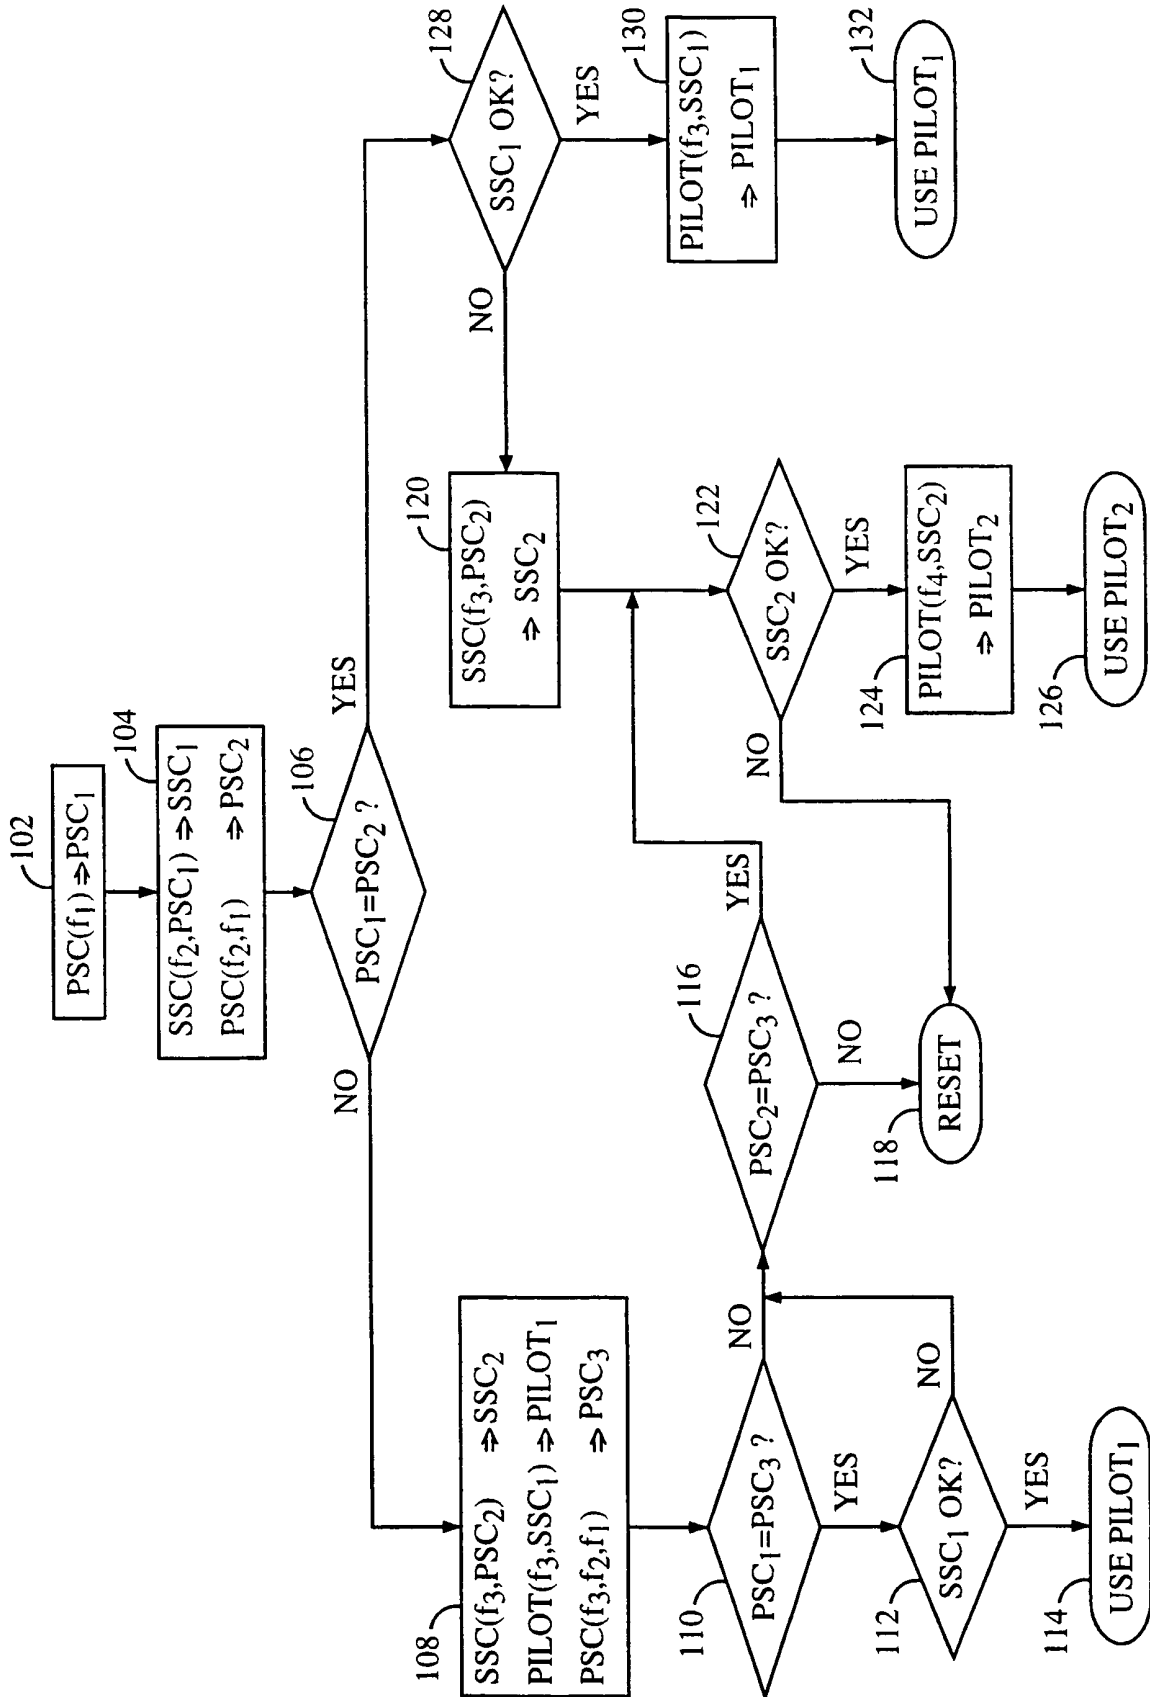 102
PSC(f1) ⇒ PSC1
104
SSC(f2,PSC1) ⇒ SSC1
PSC(f2,f1) ⇒ PSC2
106
PSC1=PSC2 ?
NO
YES
108
SSC(f3,PSC2) ⇒ SSC2
PILOT(f3,SSC1) ⇒ PILOT1
PSC(f3,f2,f1) ⇒ PSC3
110
PSC1=PSC3 ?
NO
YES
112
SSC1 OK?
NO
YES
114
USE PILOT1
116
PSC2=PSC3 ?
YES
NO
118
RESET
120
SSC(f3,PSC2)
⇒ SSC2
122
SSC2 OK?
NO
YES
124
PILOT(f4,SSC2)
⇒ PILOT2
126
USE PILOT2
128
SSC1 OK?
NO
YES
130
PILOT(f3,SSC1)
⇒ PILOT1
132
USE PILOT1